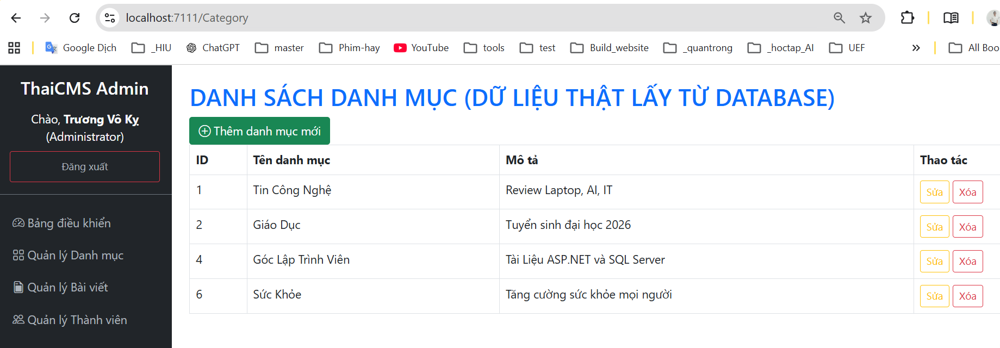 localhost:7111/Category
Google Dịch _HIU ChatGPT master Phim-hay YouTube tools test Build_website _quantrong _hoctap_AI UEF » All Boo
ThaiCMS Admin
Chào, Trương Vô Kỵ
(Administrator)
Đăng xuất
Bảng điều khiển
Quản lý Danh mục
Quản lý Bài viết
Quản lý Thành viên
DANH SÁCH DANH MỤC (DỮ LIỆU THẬT LẤY TỪ DATABASE)
Thêm danh mục mới
ID Tên danh mục Mô tả Thao tác
1 Tin Công Nghệ Review Laptop, AI, IT Sửa Xóa
2 Giáo Dục Tuyển sinh đại học 2026 Sửa Xóa
4 Góc Lập Trình Viên Tài Liệu ASP.NET và SQL Server Sửa Xóa
6 Sức Khỏe Tăng cường sức khỏe mọi người Sửa Xóa